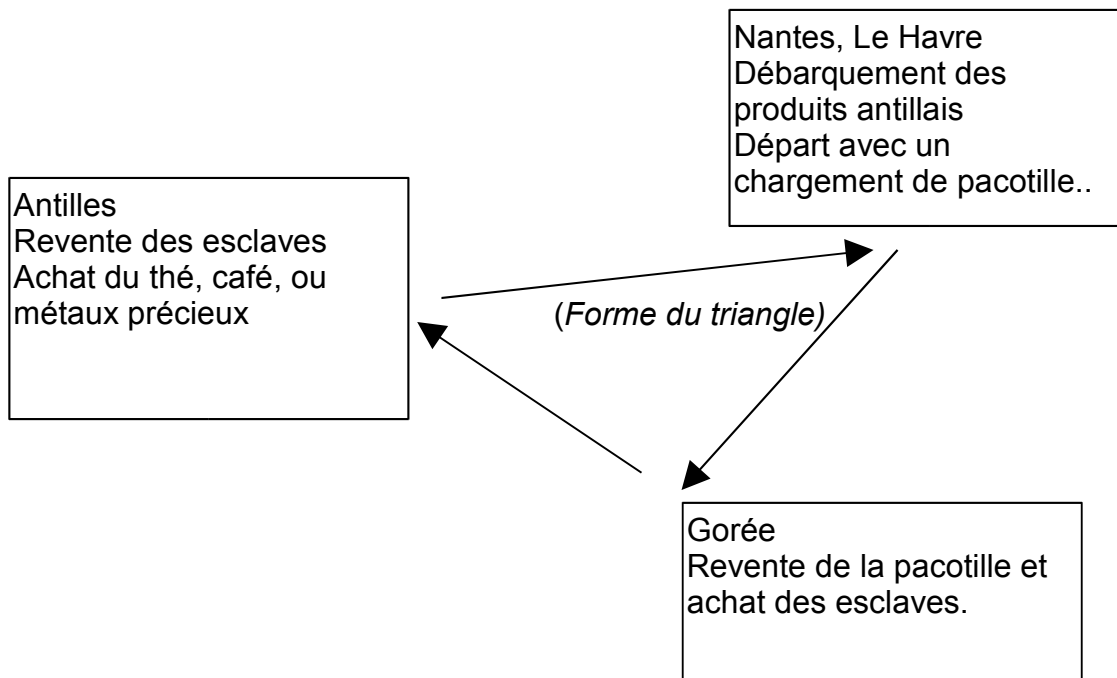 Nantes, Le Havre
Débarquement des
produits antillais
Départ avec un
chargement de pacotille..
Antilles
Revente des esclaves
Achat du thé, café, ou
métaux précieux
(Forme du triangle)
Gorée
Revente de la pacotille et
achat des esclaves.